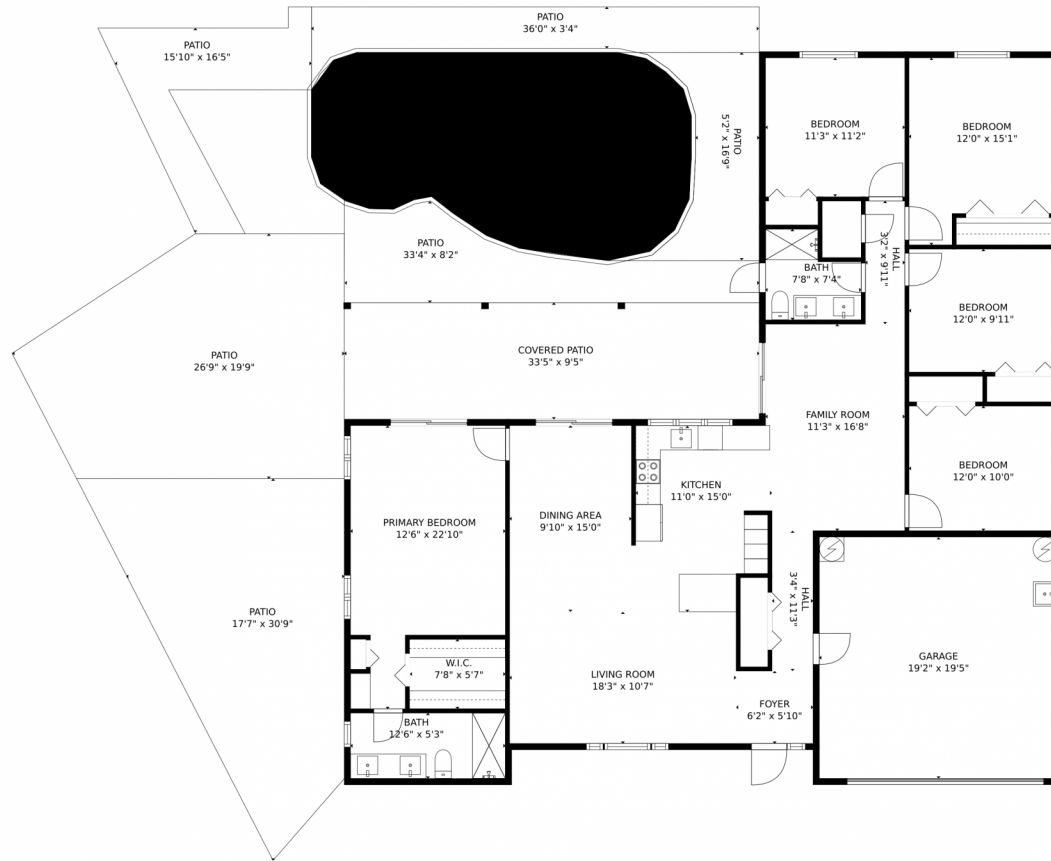 PATIO
36'0" x 3'4"
PATIO
15'10" x 16'5"
PATIO
5'2" x 16'9"
BEDROOM
11'3" x 11'2"
BEDROOM
12'0" x 15'1"
PATIO
33'4" x 8'2"
HALL
3'2" x 9'11"
BATH
7'8" x 7'4"
BEDROOM
12'0" x 9'11"
PATIO
26'9" x 19'9"
COVERED PATIO
33'5" x 9'5"
FAMILY ROOM
11'3" x 16'8"
BEDROOM
12'0" x 10'0"
KITCHEN
11'0" x 15'0"
PRIMARY BEDROOM
12'6" x 22'10"
DINING AREA
9'10" x 15'0"
HALL
3'4" x 11'3"
PATIO
17'7" x 30'9"
GARAGE
19'2" x 19'5"
W.I.C.
7'8" x 5'7"
LIVING ROOM
18'3" x 10'7"
FOYER
6'2" x 5'10"
BATH
12'6" x 5'3"